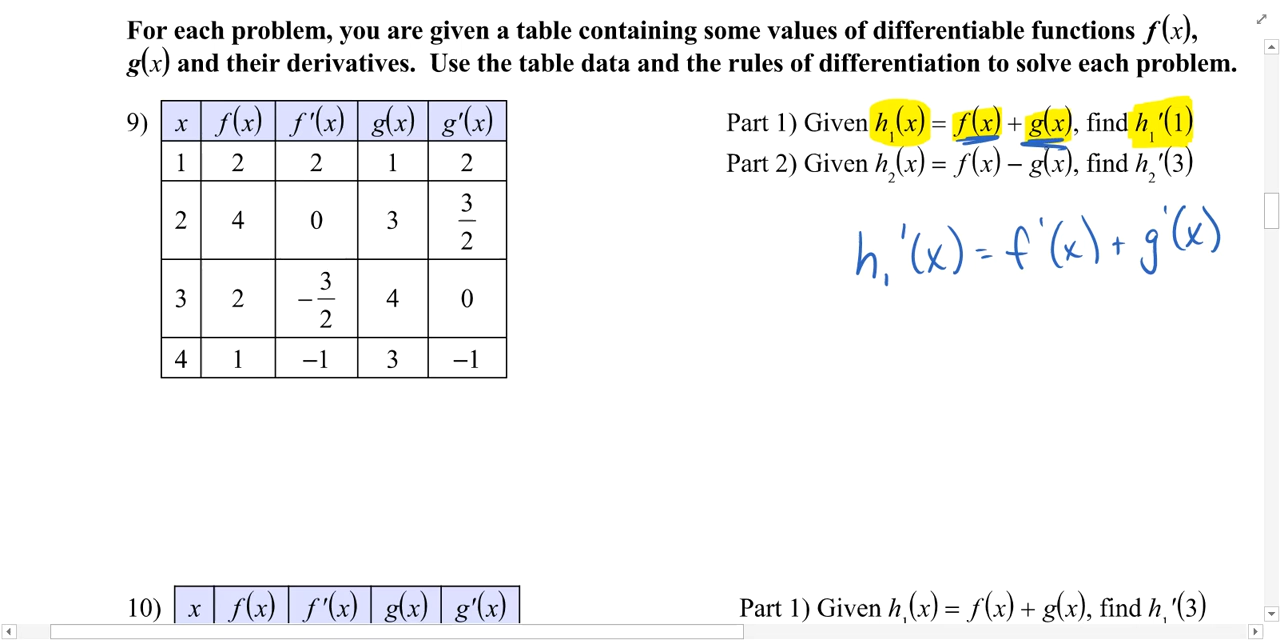 For each problem, you are given a table containing some values of differentiable functions f(x),
g(x) and their derivatives. Use the table data and the rules of differentiation to solve each problem.
9) x f(x) f'(x) g(x) g'(x)
1 2 2 1 2
2 4 0 3 3/2
3 2 −3/2 4 0
4 1 −1 3 −1
Part 1) Given h₁(x) = f(x) + g(x), find h₁'(1)
Part 2) Given h₂(x) = f(x) − g(x), find h₂'(3)
h₁'(x) = f'(x) + g'(x)
10) x f(x) f'(x) g(x) g'(x)
Part 1) Given h₁(x) = f(x) + g(x), find h₁'(3)